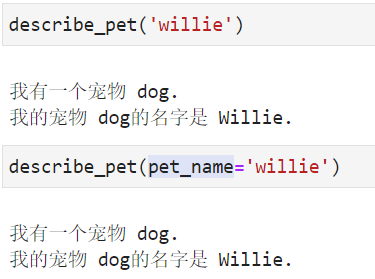 describe_pet('willie')
我有一个宠物 dog.
我的宠物 dog的名字是 Willie.
describe_pet(pet_name='willie')
我有一个宠物 dog.
我的宠物 dog的名字是 Willie.